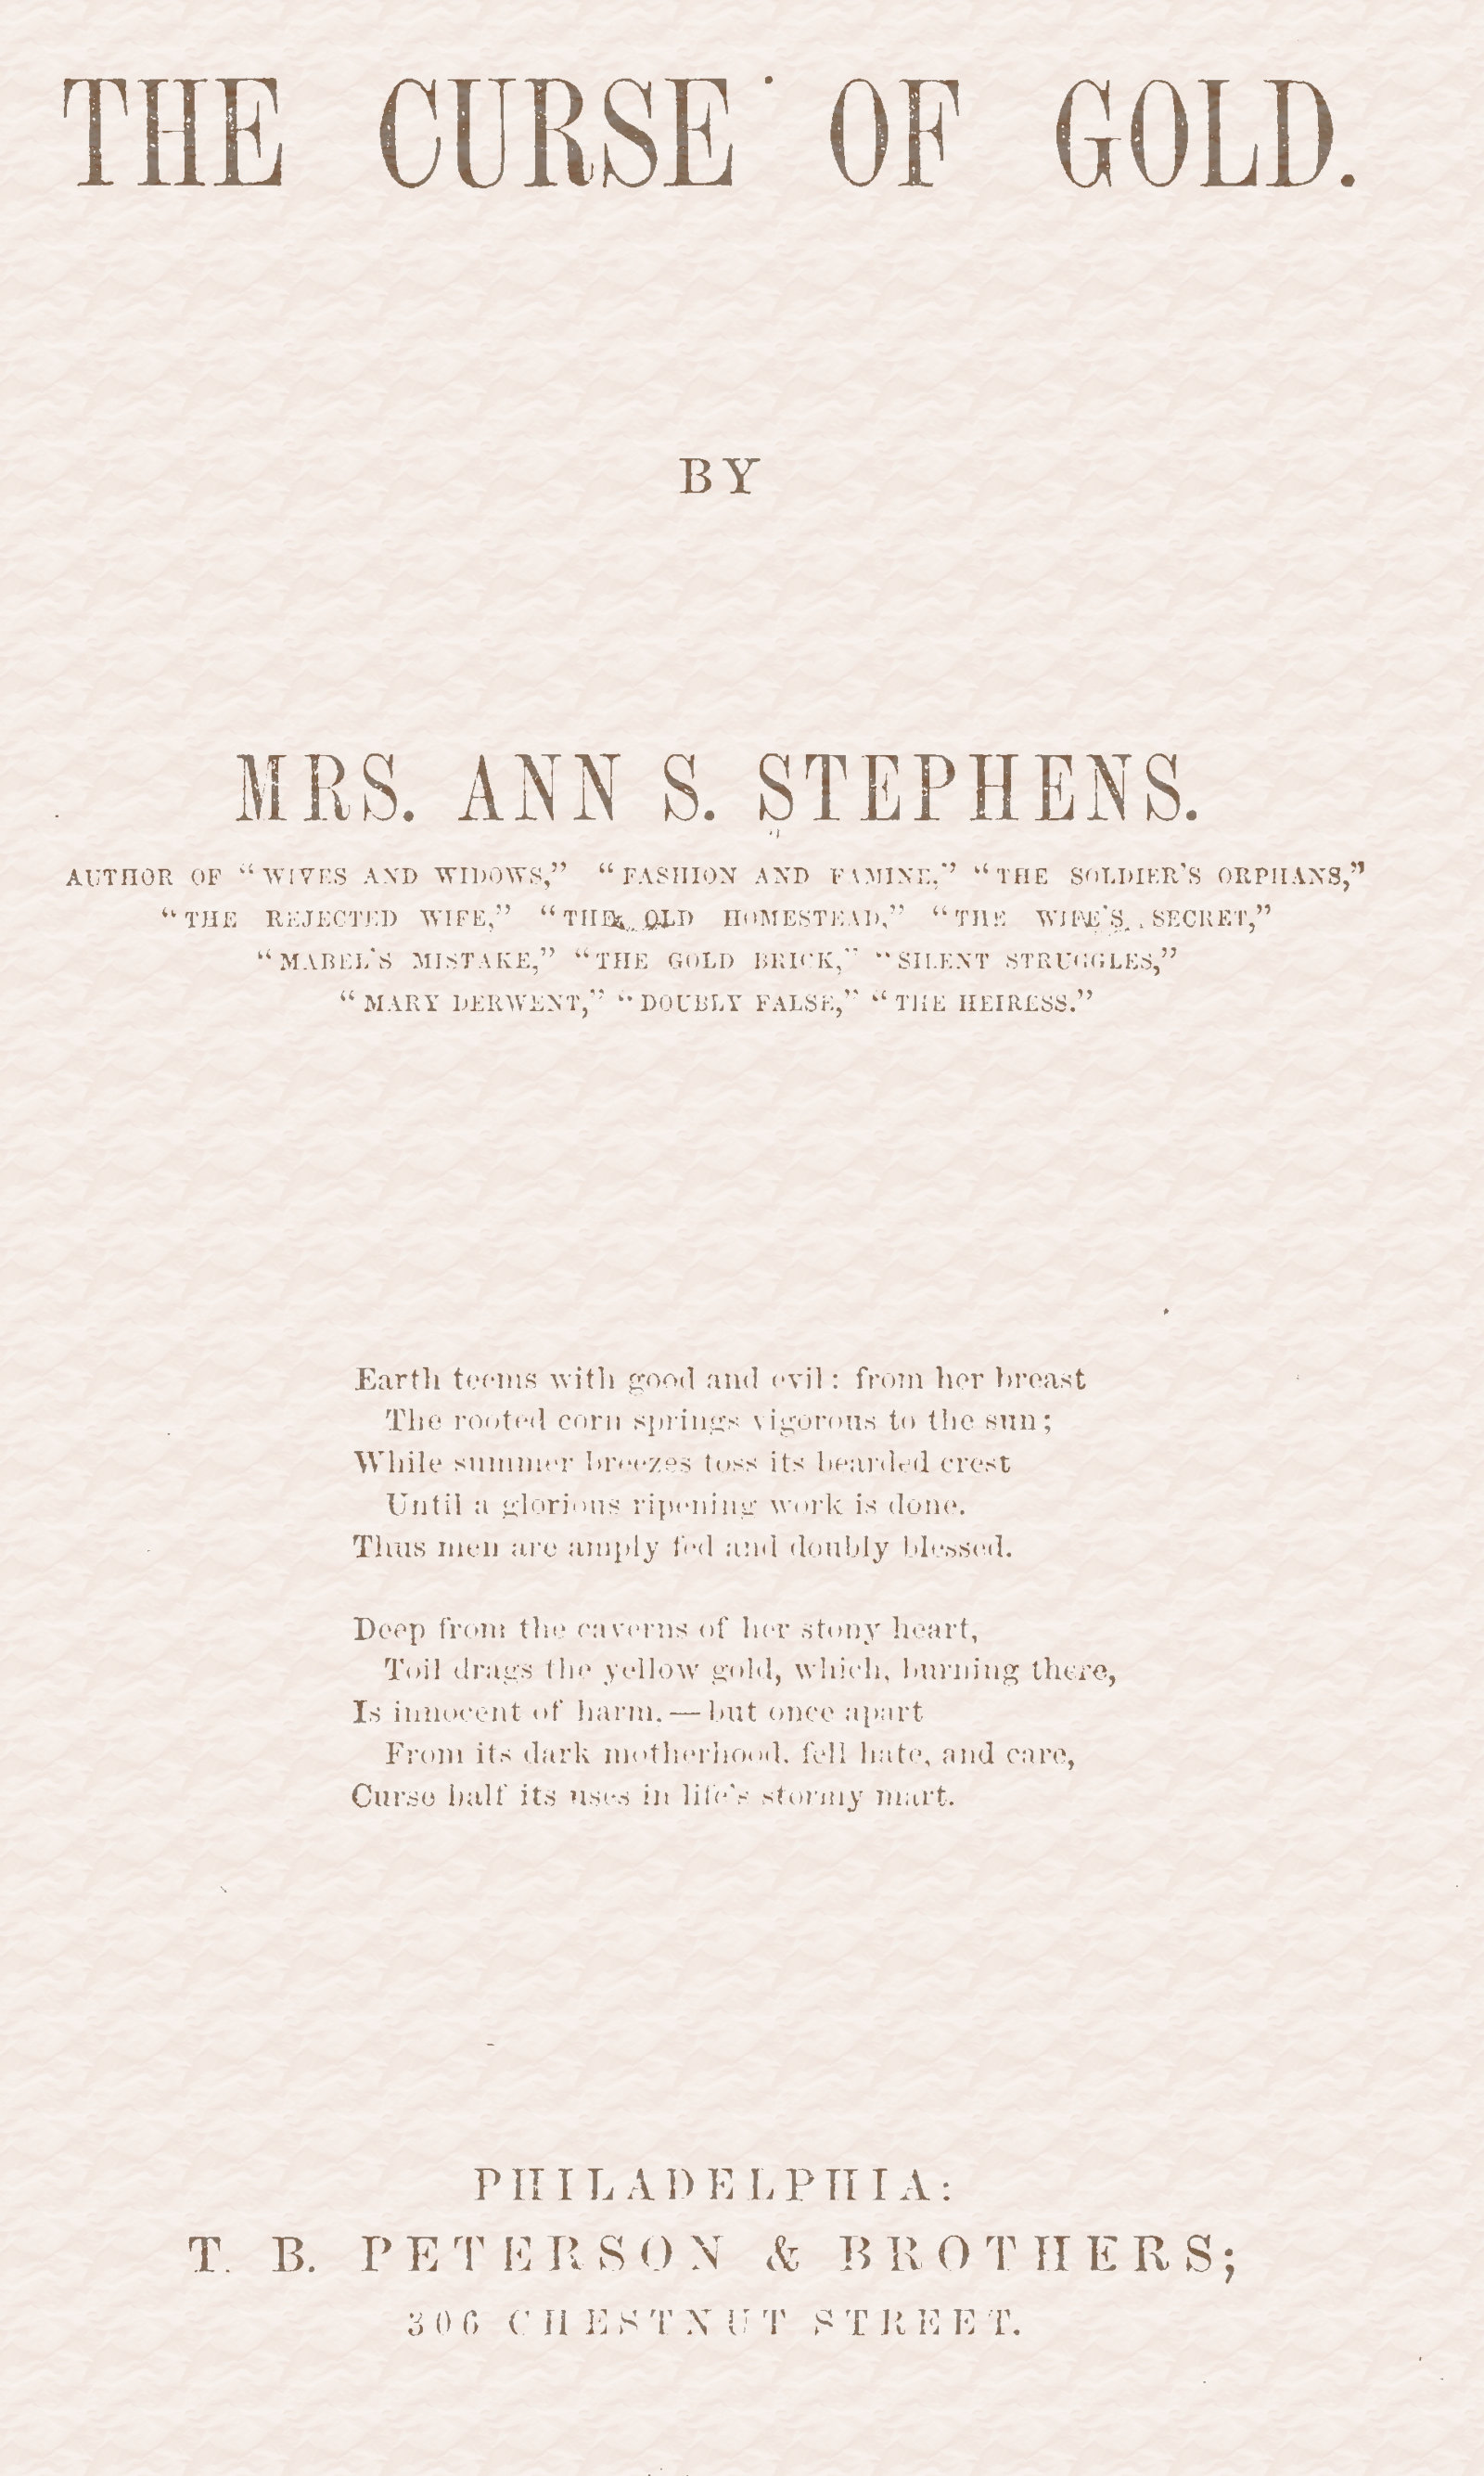 THE CURSE OF GOLD.
BY
MRS. ANN S. STEPHENS.
AUTHOR OF "WIVES AND WIDOWS," "FASHION AND FAMINE," "THE SOLDIER'S ORPHANS,"
"THE REJECTED WIFE," "THE OLD HOMESTEAD," "THE WIFE'S SECRET,"
"MABEL'S MISTAKE," "THE GOLD BRICK," "SILENT STRUGGLES,"
"MARY DERWENT," "DOUBLY FALSE," "THE HEIRESS."
Earth teems with good and evil: from her breast
The rooted corn springs vigorous to the sun;
While summer breezes toss its bearded crest
Until a glorious ripening work is done.
Thus men are amply fed and doubly blessed.
Deep from the caverns of her stony heart,
Toil drags the yellow gold, which, burning there,
Is innocent of harm,—but once apart
From its dark motherhood, fell hate, and care,
Curse half its uses in life's stormy mart.
PHILADELPHIA:
T. B. PETERSON & BROTHERS;
306 CHESTNUT STREET.